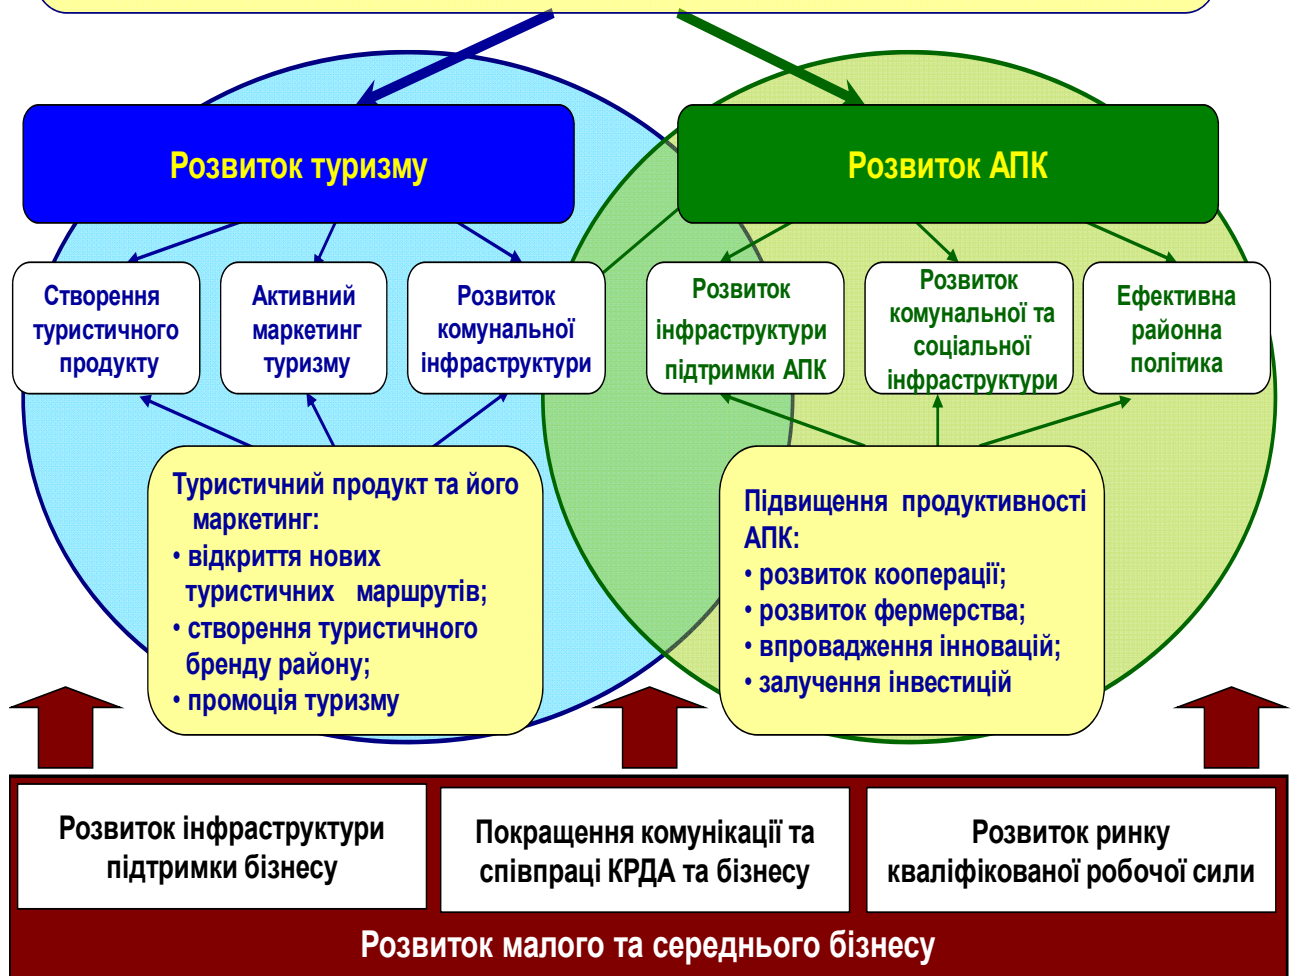 Розвиток туризму
Розвиток АПК
Створення
туристичного
продукту
Активний
маркетинг
туризму
Розвиток
комунальної
інфраструктури
Розвиток
інфраструктури
підтримки АПК
Розвиток
комунальної та
соціальної
інфраструктури
Ефективна
районна
політика
Туристичний продукт та його
маркетинг:
• відкриття нових
туристичних маршрутів;
• створення туристичного
бренду району;
• промоція туризму
Підвищення продуктивності
АПК:
• розвиток кооперації;
• розвиток фермерства;
• впровадження інновацій;
• залучення інвестицій
Розвиток інфраструктури
підтримки бізнесу
Покращення комунікації та
співпраці КРДА та бізнесу
Розвиток ринку
кваліфікованої робочої сили
Розвиток малого та середнього бізнесу